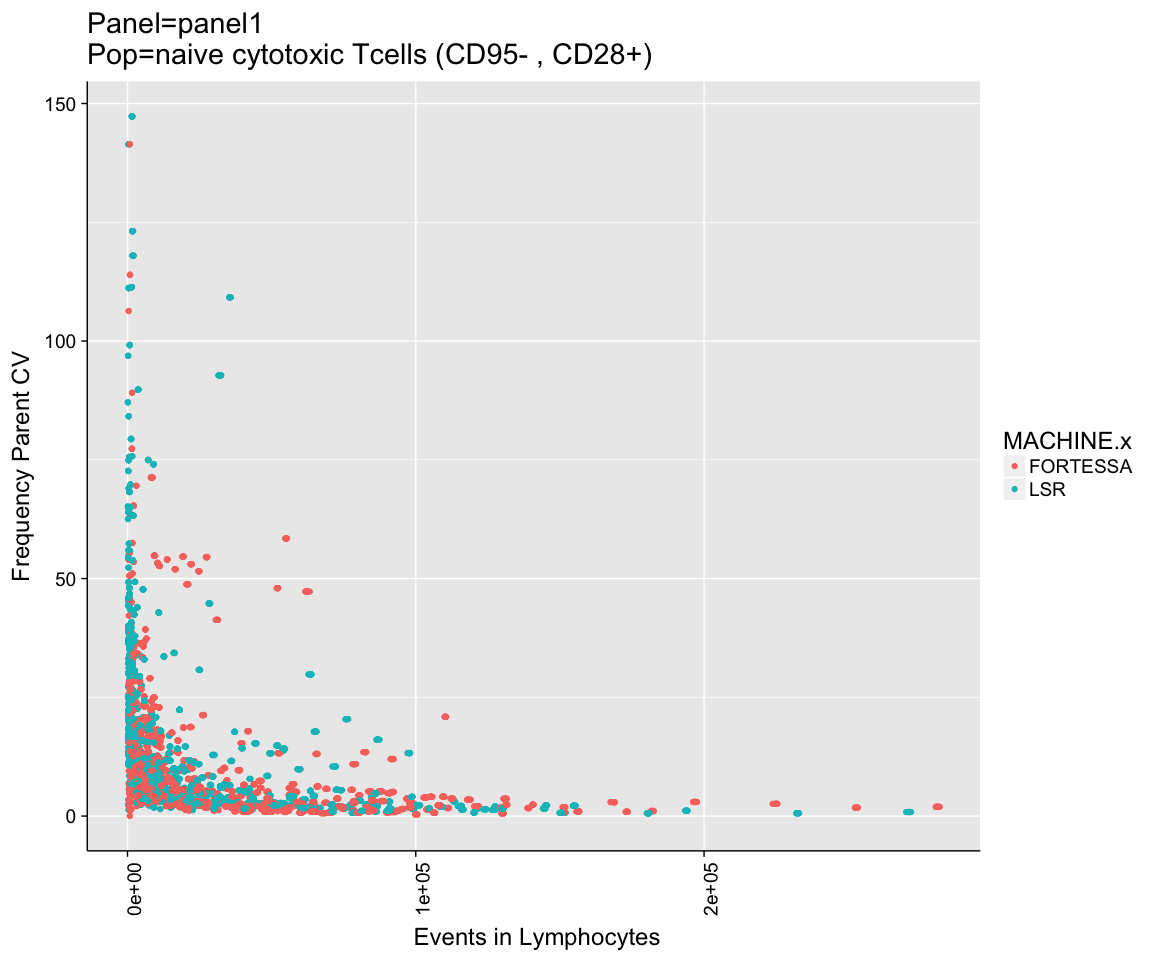 Panel=panel1
Pop=naive cytotoxic Tcells (CD95- , CD28+)
150
100
50
0
Frequency Parent CV
0e+00
1e+05
2e+05
Events in Lymphocytes
MACHINE.x
FORTESSA
LSR